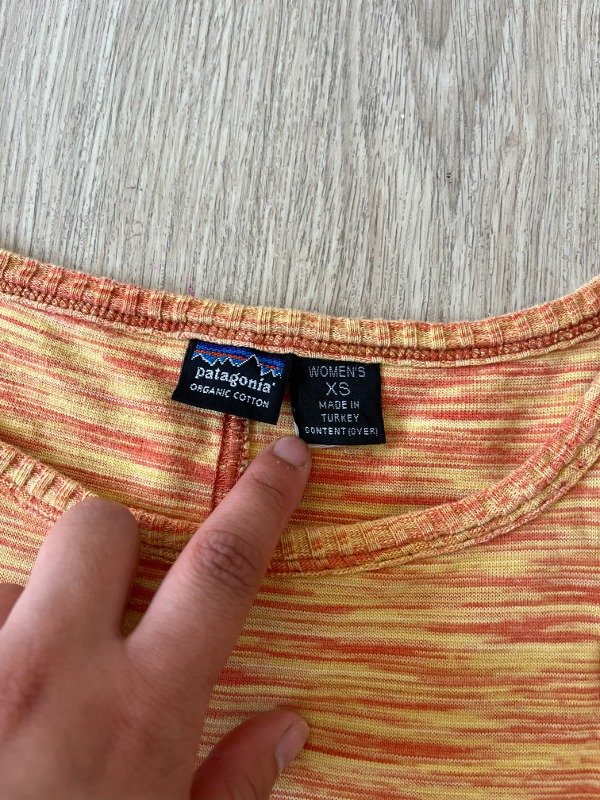 patagonia®
ORGANIC COTTON
WOMEN'S
XS
MADE IN
TURKEY
CONTENT(OVER)